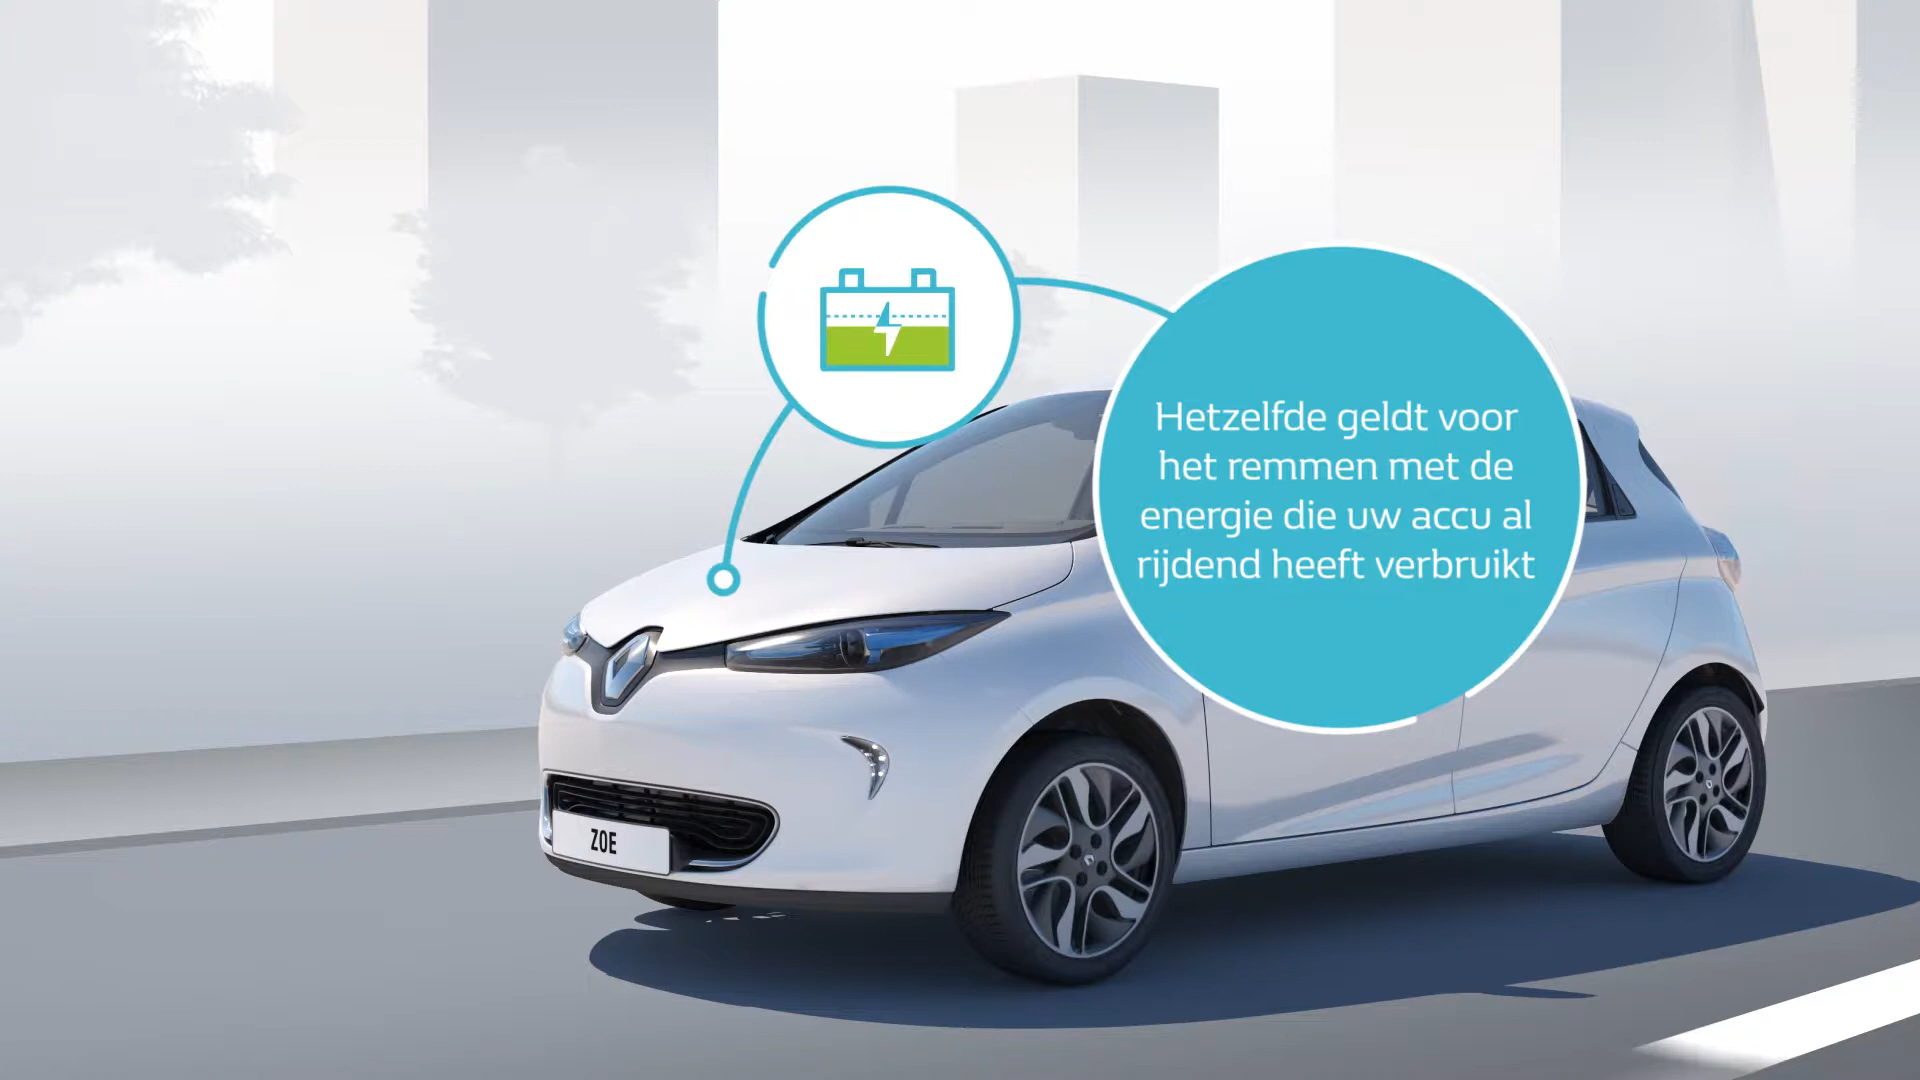 Hetzelfde geldt voor
het remmen met de
energie die uw accu al
rijdend heeft verbruikt
ZOE